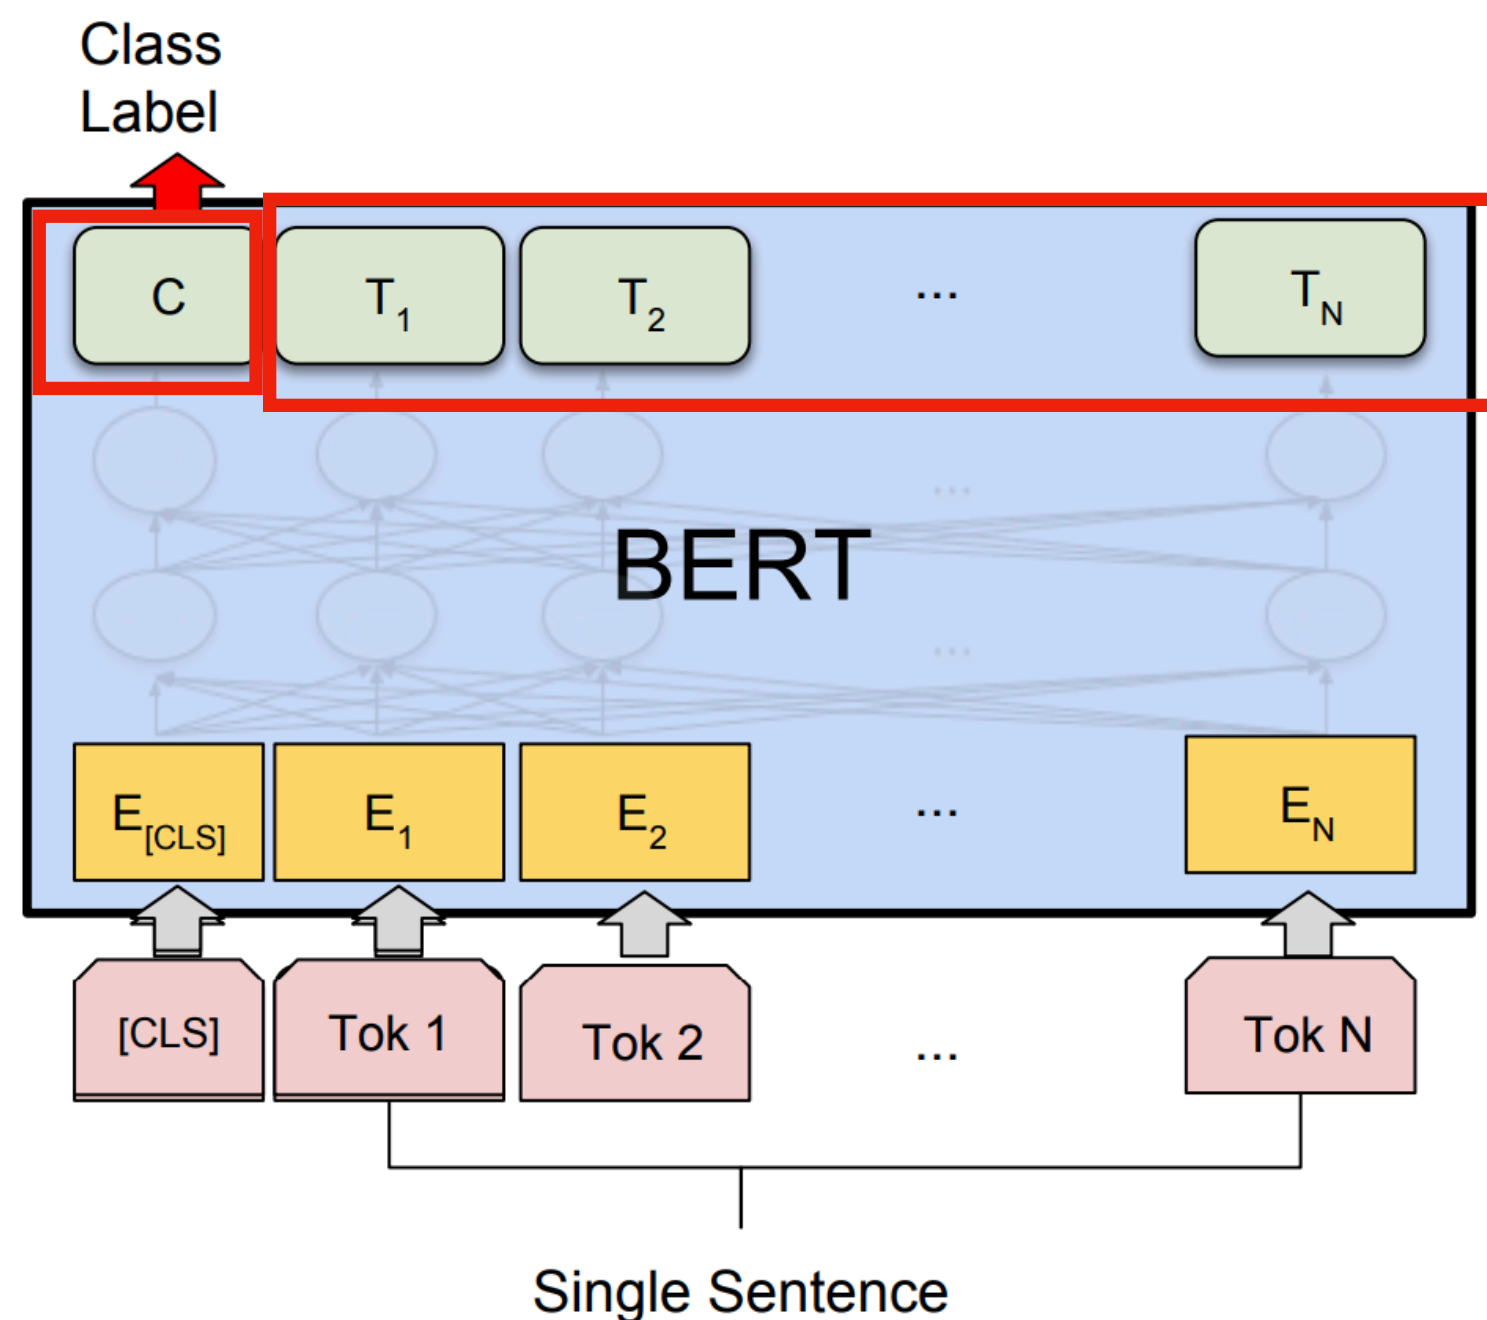 Class
Label
C T1 T2 ... TN
...
BERT
...
E[CLS] E1 E2 ... EN
[CLS] Tok 1 Tok 2 ... Tok N
Single Sentence